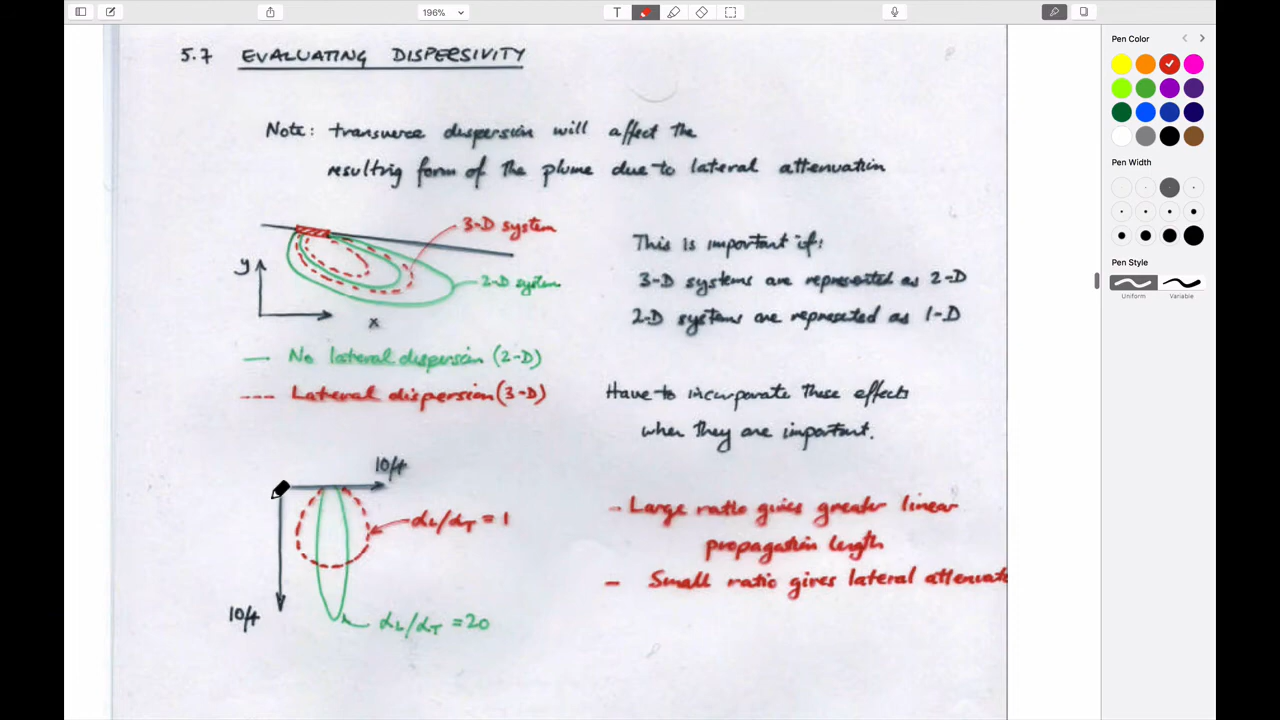 196%
T
5.7 EVALUATING DISPERSIVITY
Note: transverse dispersion will affect the
resulting form of the plume due to lateral attenuation
3-D system
y
2-D system
x
No lateral dispersion (2-D)
Lateral dispersion (3-D)
This is important if:
3-D systems are represented as 2-D
2-D systems are represented as 1-D
Have to incorporate these effects
when they are important.
10ft
αL/αT = 1
10ft
αL/αT = 20
- Large ratio gives greater linear
propagation length
- Small ratio gives lateral attenuat
Pen Color
Pen Width
Pen Style
Uniform
Variable